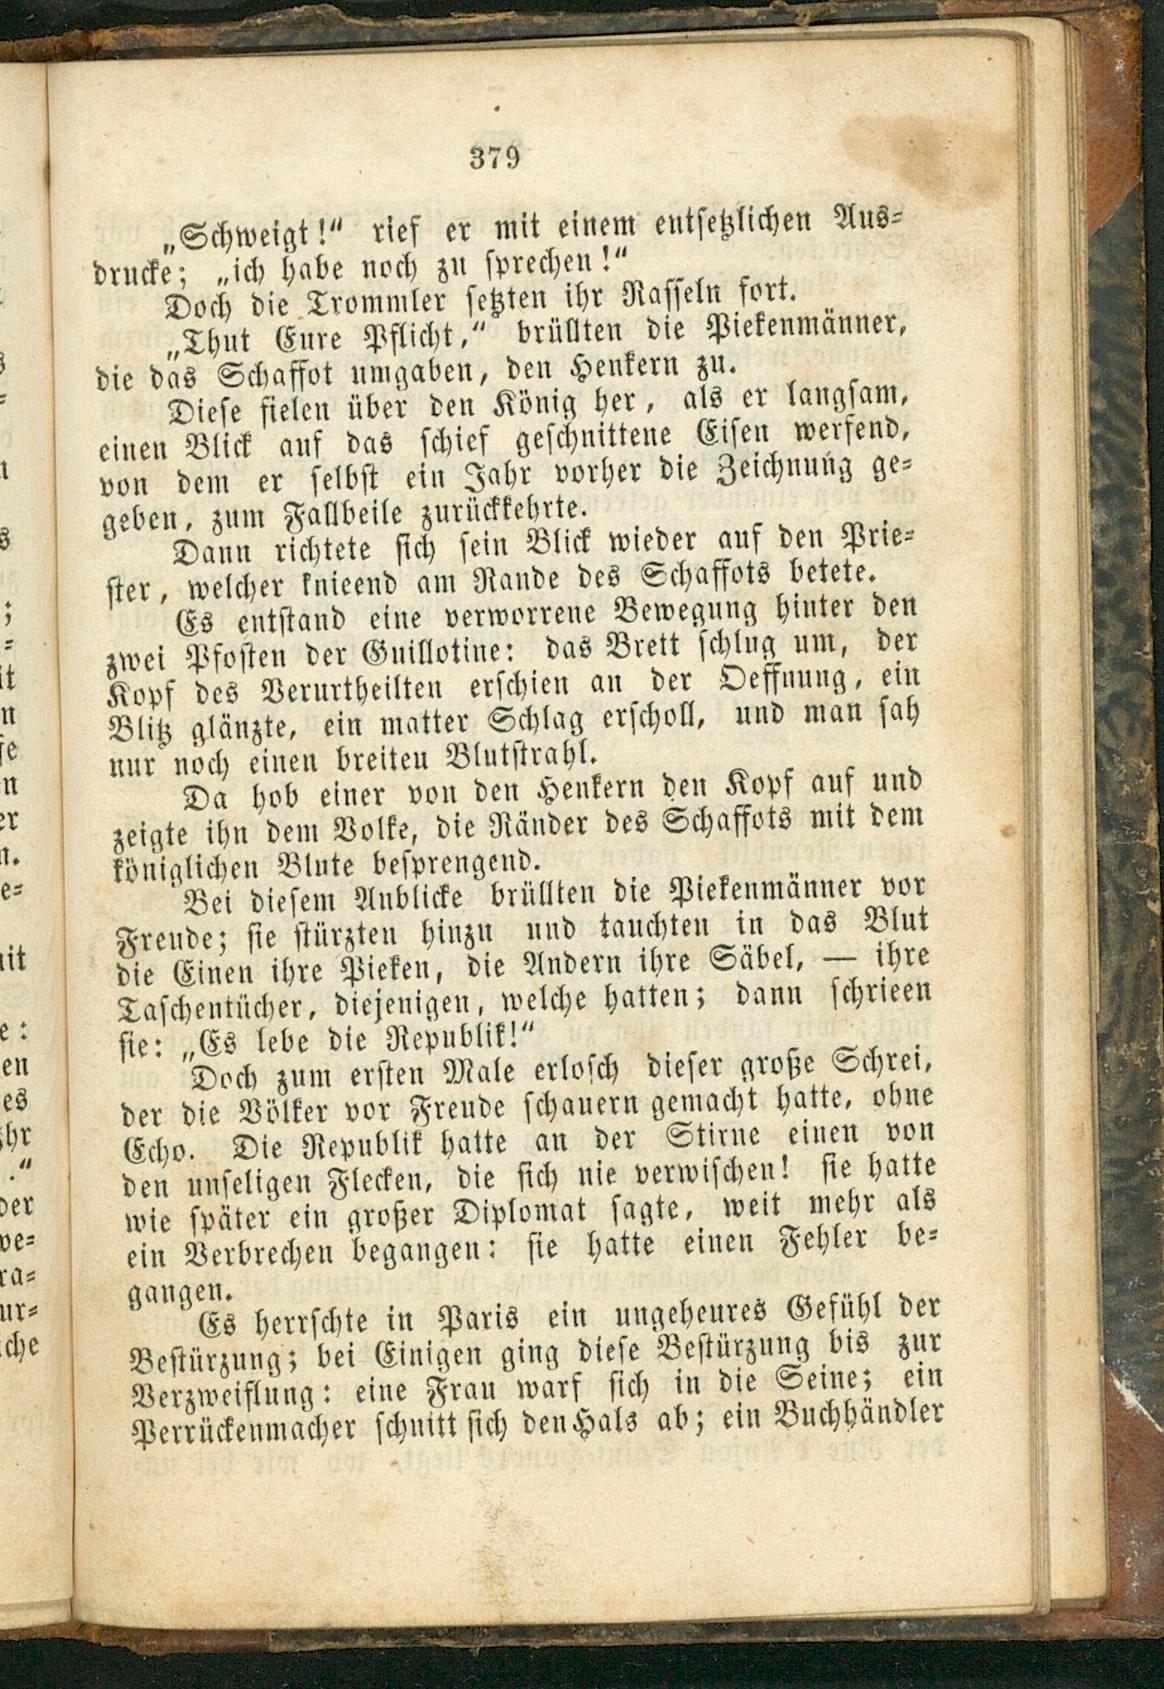 379
„Schweigt!“ rief er mit einem entsetzlichen Aus=
drucke; „ich habe noch zu sprechen!“
Doch die Trommler setzten ihr Rasseln fort.
„Thut Eure Pflicht,“ brüllten die Piekenmänner,
die das Schaffot umgaben, den Henkern zu.
Diese fielen über den König her, als er langsam,
einen Blick auf das schief geschnittene Eisen werfend,
von dem er selbst ein Jahr vorher die Zeichnung ge=
geben, zum Fallbeile zurückkehrte.
Dann richtete sich sein Blick wieder auf den Prie=
ster, welcher knieend am Rande des Schaffots betete.
Es entstand eine verworrene Bewegung hinter den
zwei Pfosten der Guillotine: das Brett schlug um, der
Kopf des Verurtheilten erschien an der Oeffnung, ein
Blitz glänzte, ein matter Schlag erscholl, und man sah
nur noch einen breiten Blutstrahl.
Da hob einer von den Henkern den Kopf auf und
zeigte ihn dem Volke, die Ränder des Schaffots mit dem
königlichen Blute besprengend.
Bei diesem Anblicke brüllten die Piekenmänner vor
Freude; sie stürzten hinzu und tauchten in das Blut
die Einen ihre Pieken, die Andern ihre Säbel, — ihre
Taschentücher, diejenigen, welche hatten; dann schrieen
sie: „Es lebe die Republik!“
Doch zum ersten Male erlosch dieser große Schrei,
der die Völker vor Freude schauern gemacht hatte, ohne
Echo. Die Republik hatte an der Stirne einen von
den unseligen Flecken, die sich nie verwischen! sie hatte
wie später ein großer Diplomat sagte, weit mehr als
ein Verbrechen begangen: sie hatte einen Fehler be=
gangen.
Es herrschte in Paris ein ungeheures Gefühl der
Bestürzung; bei Einigen ging diese Bestürzung bis zur
Verzweiflung: eine Frau warf sich in die Seine; ein
Perrückenmacher schnitt sich den Hals ab; ein Buchhändler